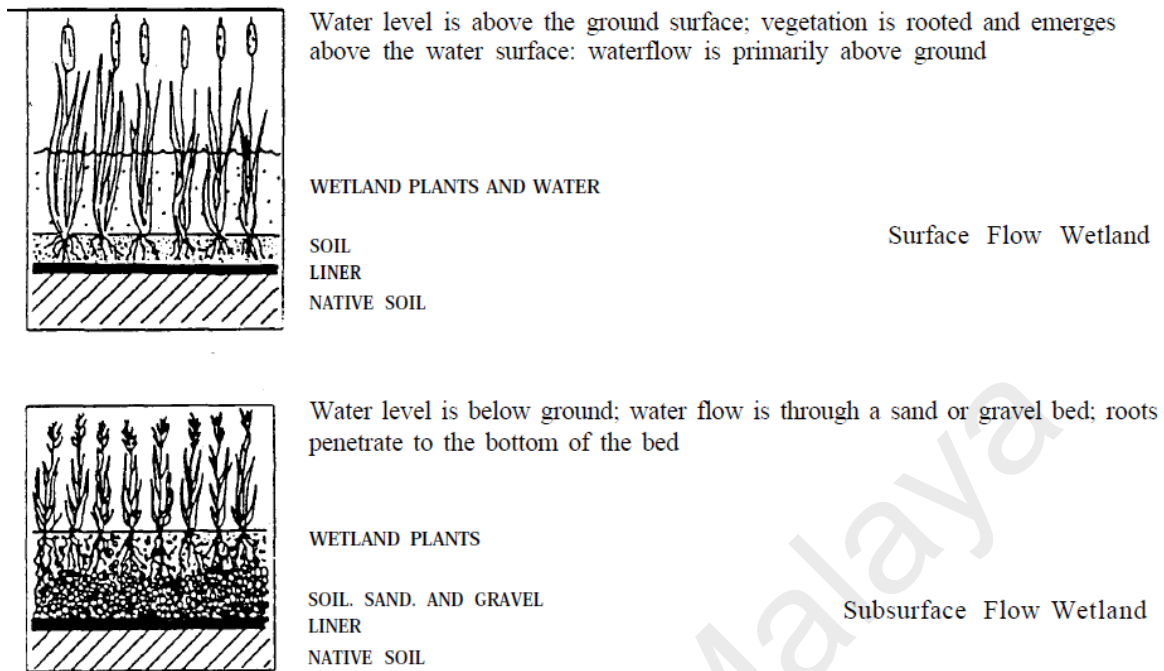 Water level is above the ground surface; vegetation is rooted and emerges
above the water surface: waterflow is primarily above ground
WETLAND PLANTS AND WATER
Surface Flow Wetland
SOIL
LINER
NATIVE SOIL
Water level is below ground; water flow is through a sand or gravel bed; roots
penetrate to the bottom of the bed
WETLAND PLANTS
SOIL. SAND. AND GRAVEL
Subsurface Flow Wetland
LINER
NATIVE SOIL
Malaya